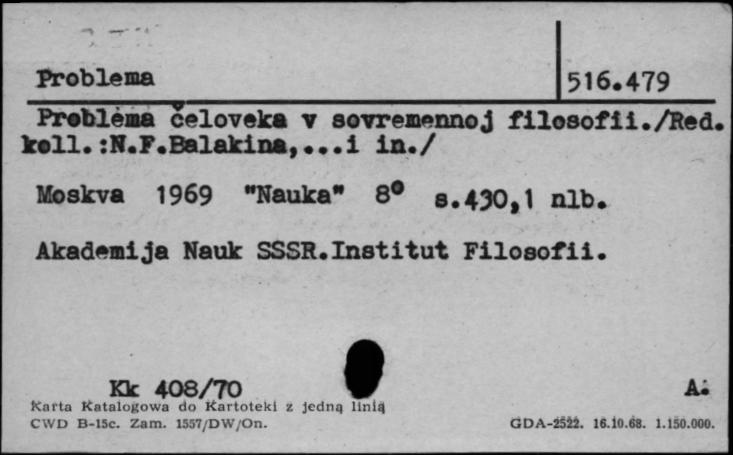 Problema 516.479
Problema čeloveka v sovremennoj filosofii./Red.
koll.:N.F.Balakina,...i in./
Moskva 1969 "Nauka" 8° s.430,1 nlb.
Akademija Nauk SSSR.Institut Filosofii.
Kk 408/70 A.
Karta Katalogowa do Kartoteki z jedną linią
CWD B-15c. Zam. 1557/DW/On. GDA-2522. 16.10.68. 1.150.000.